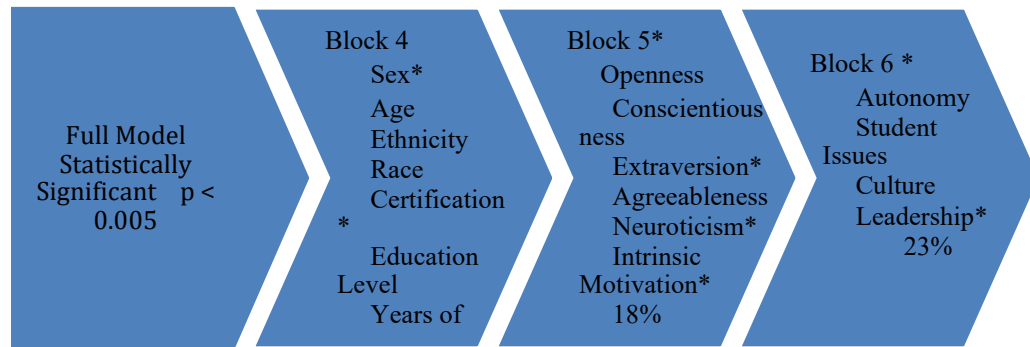 Full Model
Statistically
Significant p <
0.005
Block 4
Sex*
Age
Ethnicity
Race
Certification
*
Education
Level
Years of
Block 5*
Openness
Conscientious
ness
Extraversion*
Agreeableness
Neuroticism*
Intrinsic
Motivation*
18%
Block 6 *
Autonomy
Student
Issues
Culture
Leadership*
23%